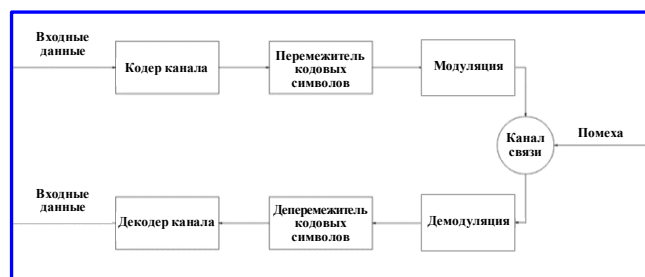 Входные
данные
Кодер канала
Перемежитель
кодовых
символов
Модуляция
Канал
связи
Помеха
Входные
данные
Декодер канала
Деперемежитель
кодовых
символов
Демодуляция